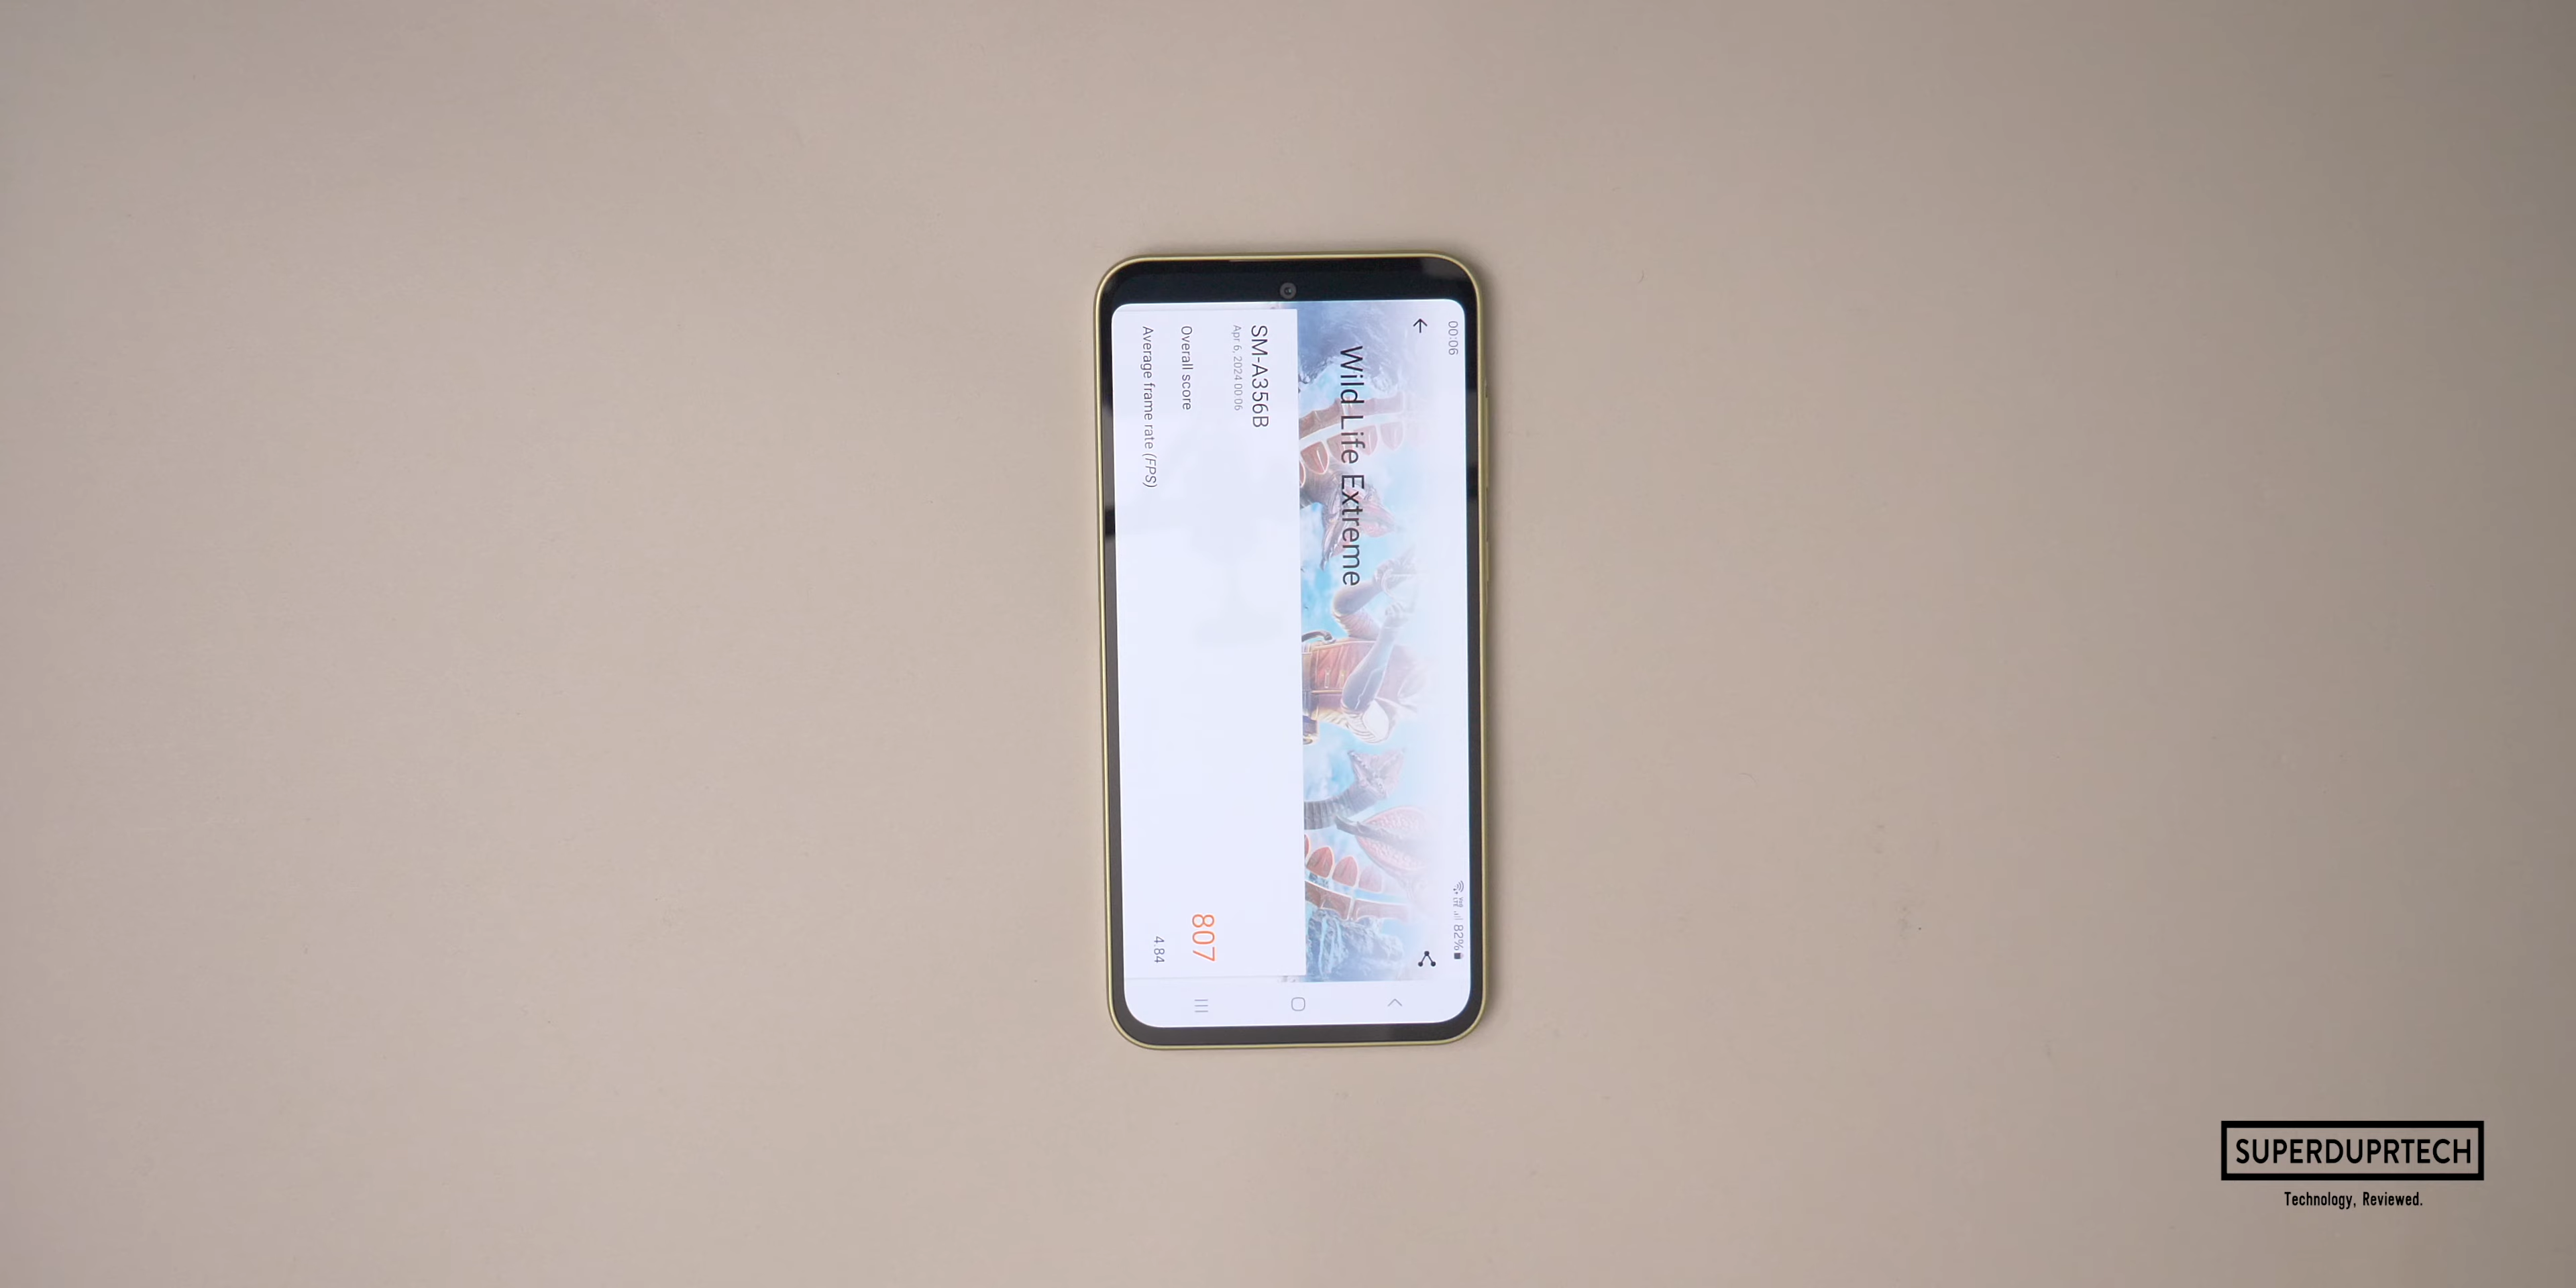 00:06
82%
Wild Life Extreme
SM-A356B
Apr 6, 2024 00:06
Overall score
807
Average frame rate (FPS)
4.84
SUPERDUPRTECH
Technology, Reviewed.